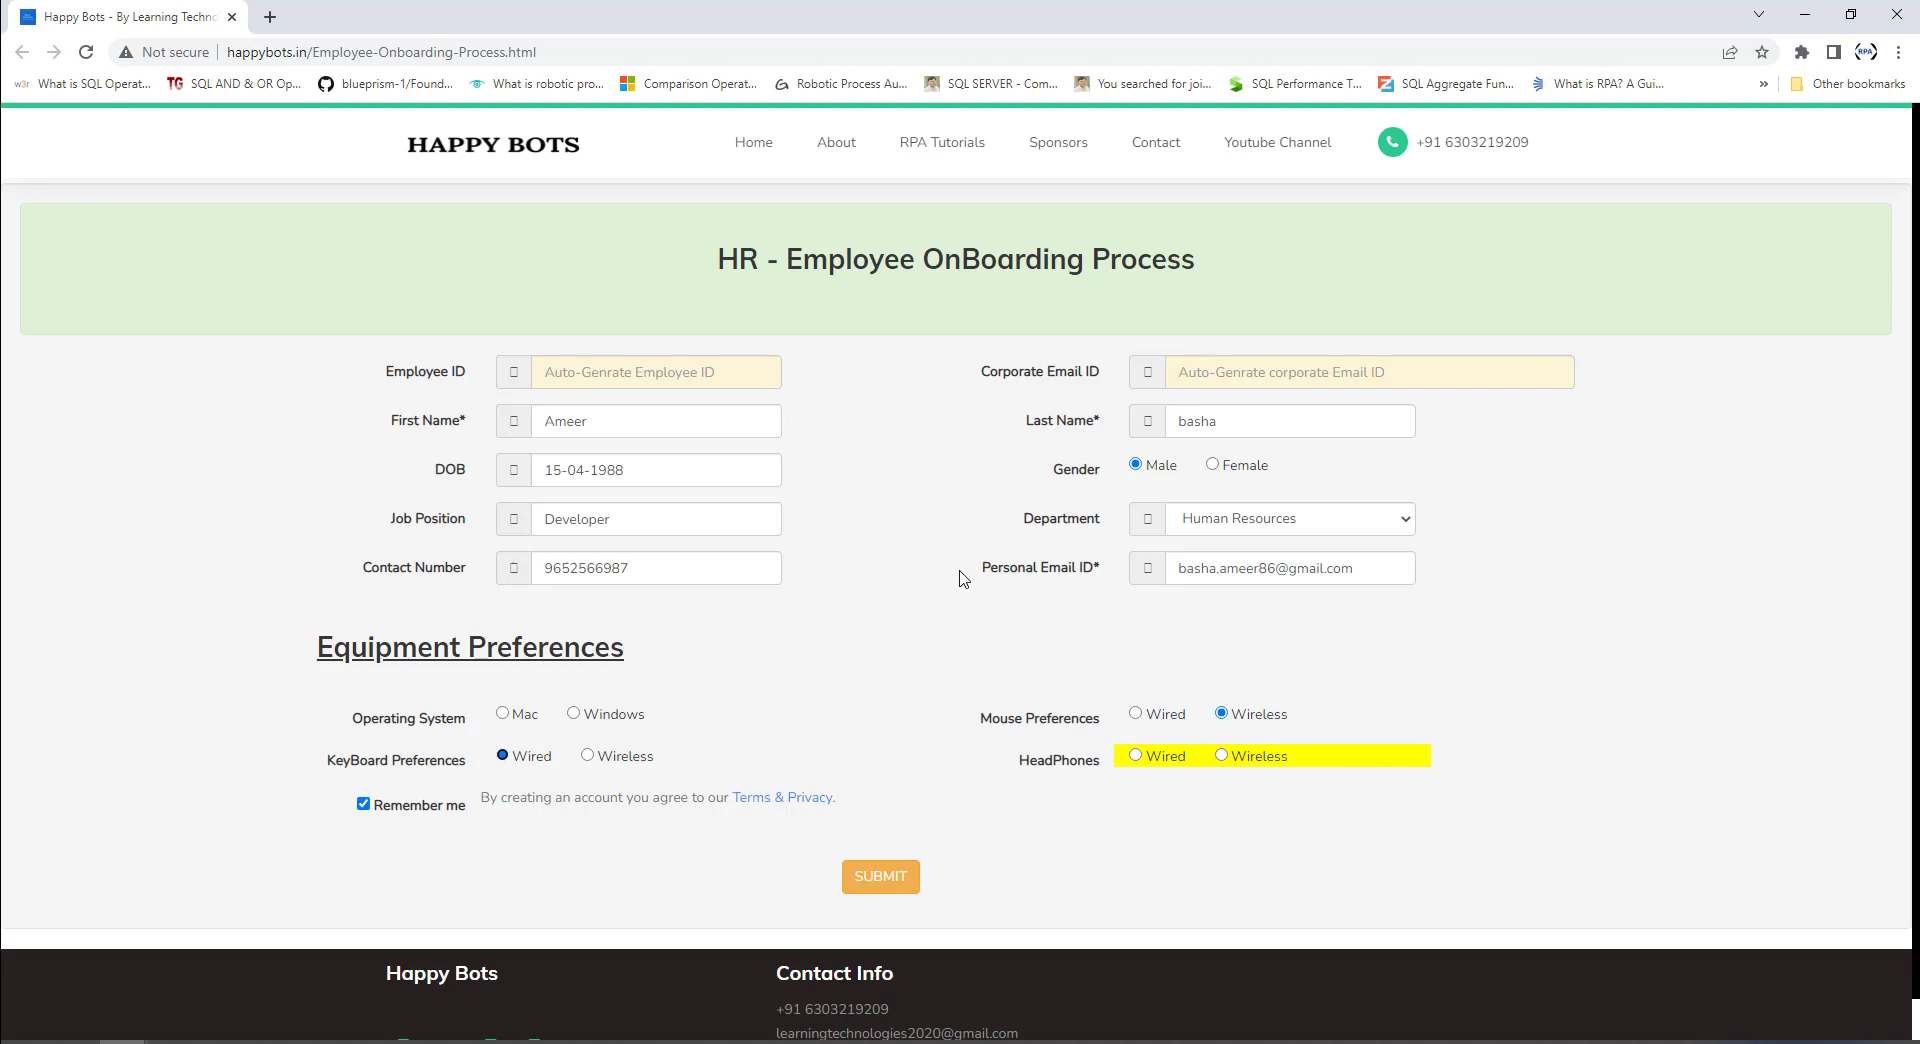 Happy Bots - By Learning Techno
Not secure
happybots.in/Employee-Onboarding-Process.html
What is SQL Operat...
SQL AND & OR Op...
blueprism-1/Found...
What is robotic pro...
Comparison Operat...
Robotic Process Au...
SQL SERVER - Com...
You searched for joi...
SQL Performance T...
SQL Aggregate Fun...
What is RPA? A Gui...
Other bookmarks
HAPPY BOTS
Home
About
RPA Tutorials
Sponsors
Contact
Youtube Channel
+91 6303219209
HR - Employee OnBoarding Process
Employee ID
Auto-Genrate Employee ID
Corporate Email ID
Auto-Genrate corporate Email ID
First Name*
Ameer
Last Name*
basha
DOB
15-04-1988
Gender
Male
Female
Job Position
Developer
Department
Human Resources
Contact Number
9652566987
Personal Email ID*
basha.ameer86@gmail.com
Equipment Preferences
Operating System
Mac
Windows
Mouse Preferences
Wired
Wireless
KeyBoard Preferences
Wired
Wireless
HeadPhones
Wired
Wireless
Remember me
By creating an account you agree to our Terms & Privacy.
SUBMIT
Happy Bots
Contact Info
+91 6303219209
learningtechnologies2020@gmail.com